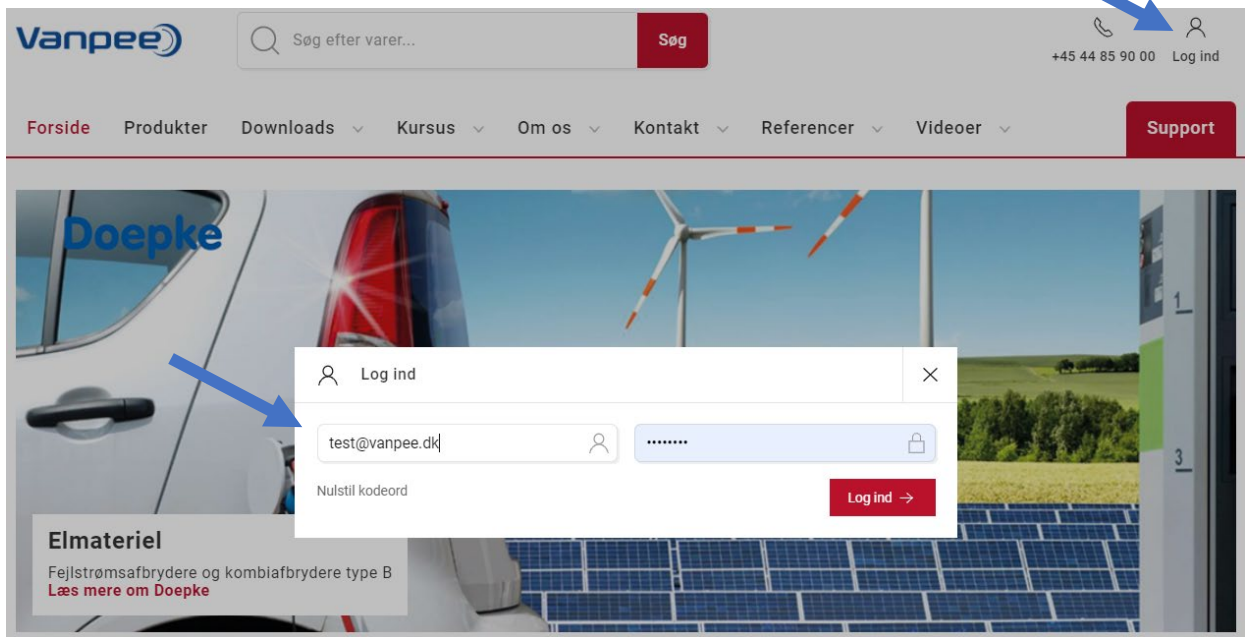 Vanpee
Søg efter varer...
Søg
+45 44 85 90 00 Log ind
Forside Produkter Downloads Kursus Om os Kontakt Referencer Videoer Support
Doepke
1
Log ind
test@vanpee.dk ........
3
Nulstil kodeord
Log ind →
Elmateriel
Fejlstrømsafbrydere og kombiafbrydere type B
Læs mere om Doepke